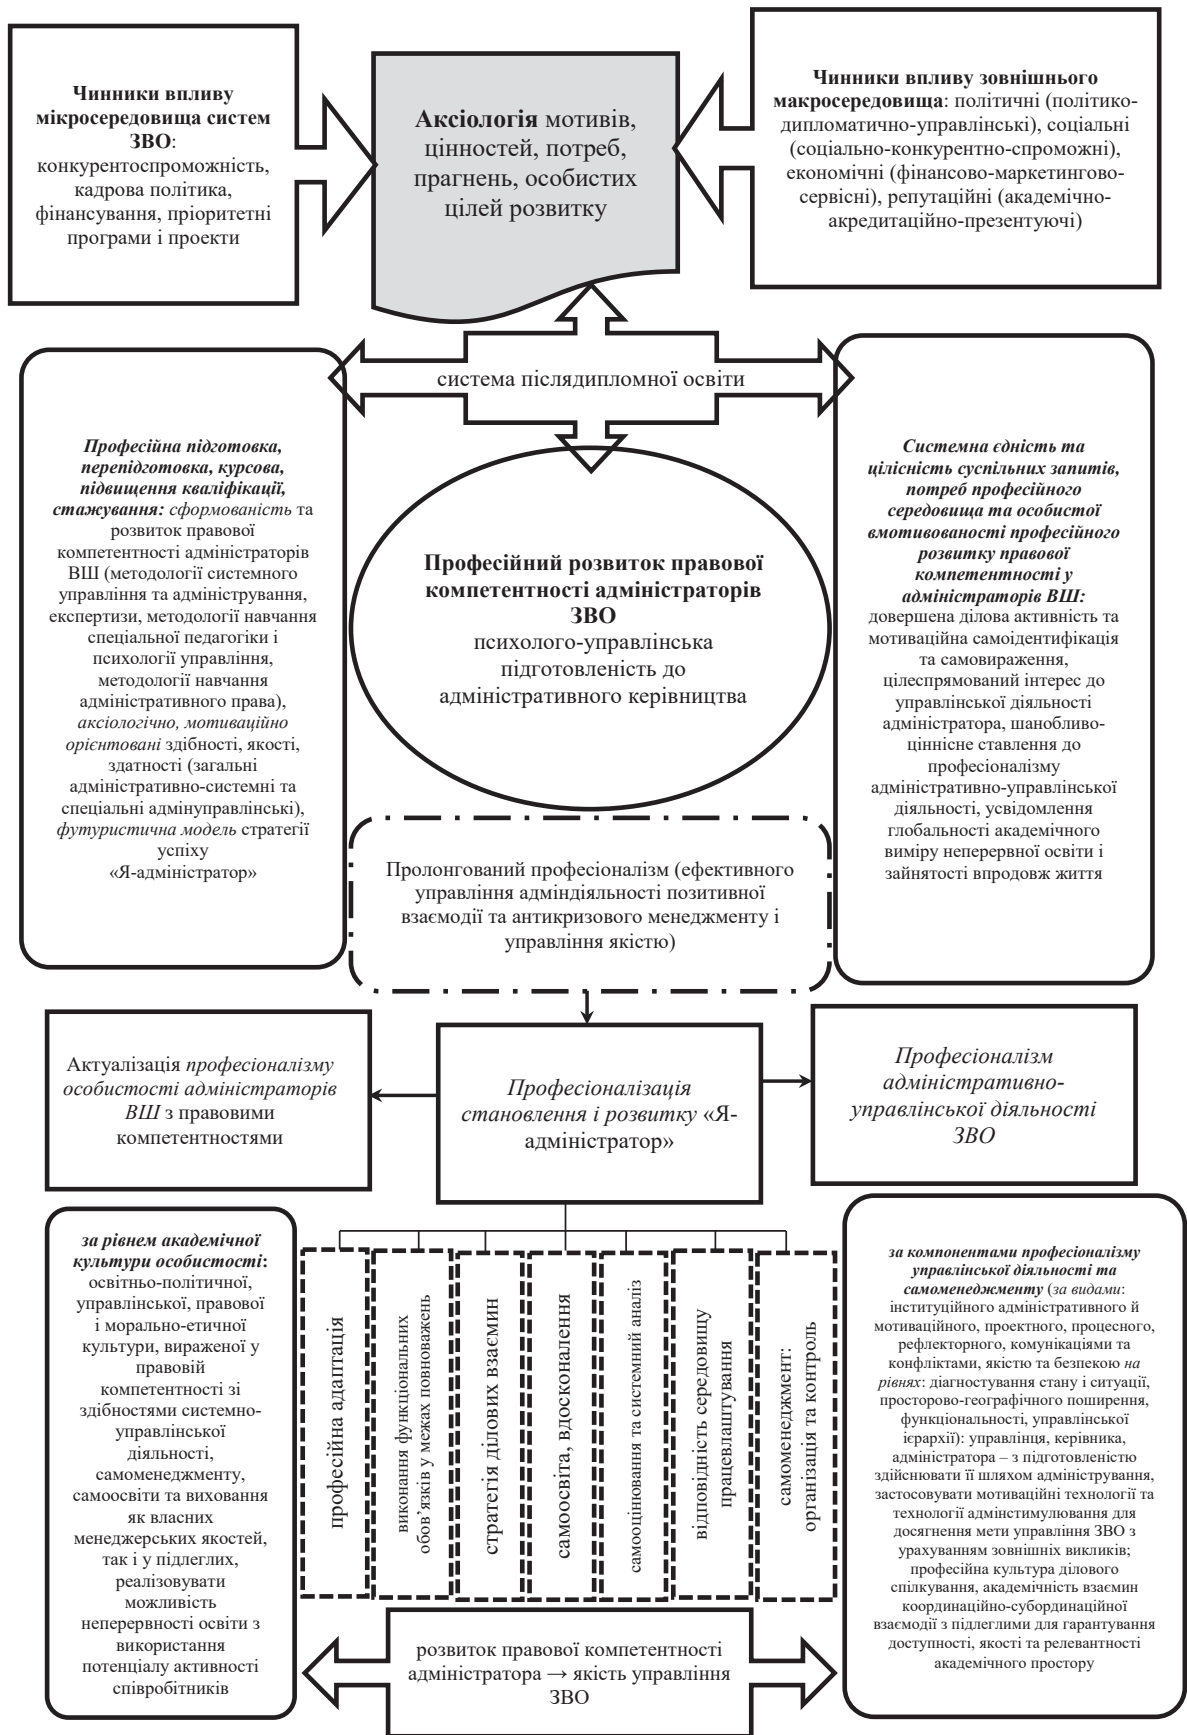 Чинники впливу
мікросередовища систем
ЗВО:
конкурентоспроможність,
кадрова політика,
фінансування, пріоритетні
програми і проекти
Аксіологія мотивів,
цінностей, потреб,
прагнень, особистих
цілей розвитку
Чинники впливу зовнішнього
макросередовища: політичні (політико-
дипломатично-управлінські), соціальні
(соціально-конкурентно-спроможні),
економічні (фінансово-маркетингово-
сервісні), репутаційні (академічно-
акредитаційно-презентуючі)
система післядипломної освіти
Професійна підготовка,
перепідготовка, курсова,
підвищення кваліфікації,
стажування: сформованість та
розвиток правової
компетентності адміністраторів
ВШ (методології системного
управління та адміністрування,
експертизи, методології навчання
спеціальної педагогіки і
психології управління,
методології навчання
адміністративного права),
аксіологічно, мотиваційно
орієнтовані здібності, якості,
здатності (загальні
адміністративно-системні та
спеціальні адмінуправлінські),
футуристична модель стратегії
успіху
«Я-адміністратор»
Професійний розвиток правової
компетентності адміністраторів
ЗВО
психолого-управлінська
підготовленість до
адміністративного керівництва
Системна єдність та
цілісність суспільних запитів,
потреб професійного
середовища та особистої
вмотивованості професійного
розвитку правової
компетентності у
адміністраторів ВШ:
довершена ділова активність та
мотиваційна самоідентифікація
та самовираження,
цілеспрямований інтерес до
управлінської діяльності
адміністратора, шанобливо-
ціннісне ставлення до
професіоналізму
адміністративно-управлінської
діяльності, усвідомлення
глобальності академічного
виміру неперервної освіти і
зайнятості впродовж життя
Пролонгований професіоналізм (ефективного
управління адміндіяльності позитивної
взаємодії та антикризового менеджменту і
управління якістю)
Актуалізація професіоналізму
особистості адміністраторів
ВШ з правовими
компетентностями
Професіоналізація
становлення і розвитку «Я-
адміністратор»
Професіоналізм
адміністративно-
управлінської діяльності
ЗВО
за рівнем академічної
культури особистості:
освітньо-політичної,
управлінської, правової
і морально-етичної
культури, вираженої у
правовій
компетентності зі
здібностями системно-
управлінської
діяльності,
самоменеджменту,
самоосвіти та виховання
як власних
менеджерських якостей,
так і у підлеглих,
реалізовувати
можливість
неперервності освіти з
використання
потенціалу активності
співробітників
професійна адаптація
виконання функціональних
обов’язків у межах повноважень
стратегія ділових взаємин
самоосвіта, вдосконалення
самооцінювання та системний аналіз
відповідність середовищу
працевлаштування
самоменеджмент:
організація та контроль
за компонентами професіоналізму
управлінської діяльності та
самоменеджменту (за видами:
інституційного адміністративного й
мотиваційного, проектного, процесного,
рефлекторного, комунікаціями та
конфліктами, якістю та безпекою на
рівнях: діагностування стану і ситуації,
просторово-географічного поширення,
функціональності, управлінської
ієрархії): управлінця, керівника,
адміністратора – з підготовленістю
здійснювати її шляхом адміністрування,
застосовувати мотиваційні технології та
технології адмінстимулювання для
досягнення мети управління ЗВО з
урахуванням зовнішніх викликів;
професійна культура ділового
спілкування, академічність взаємин
координаційно-субординаційної
взаємодії з підлеглими для гарантування
доступності, якості та релевантності
академічного простору
розвиток правової компетентності
адміністратора → якість управління
ЗВО